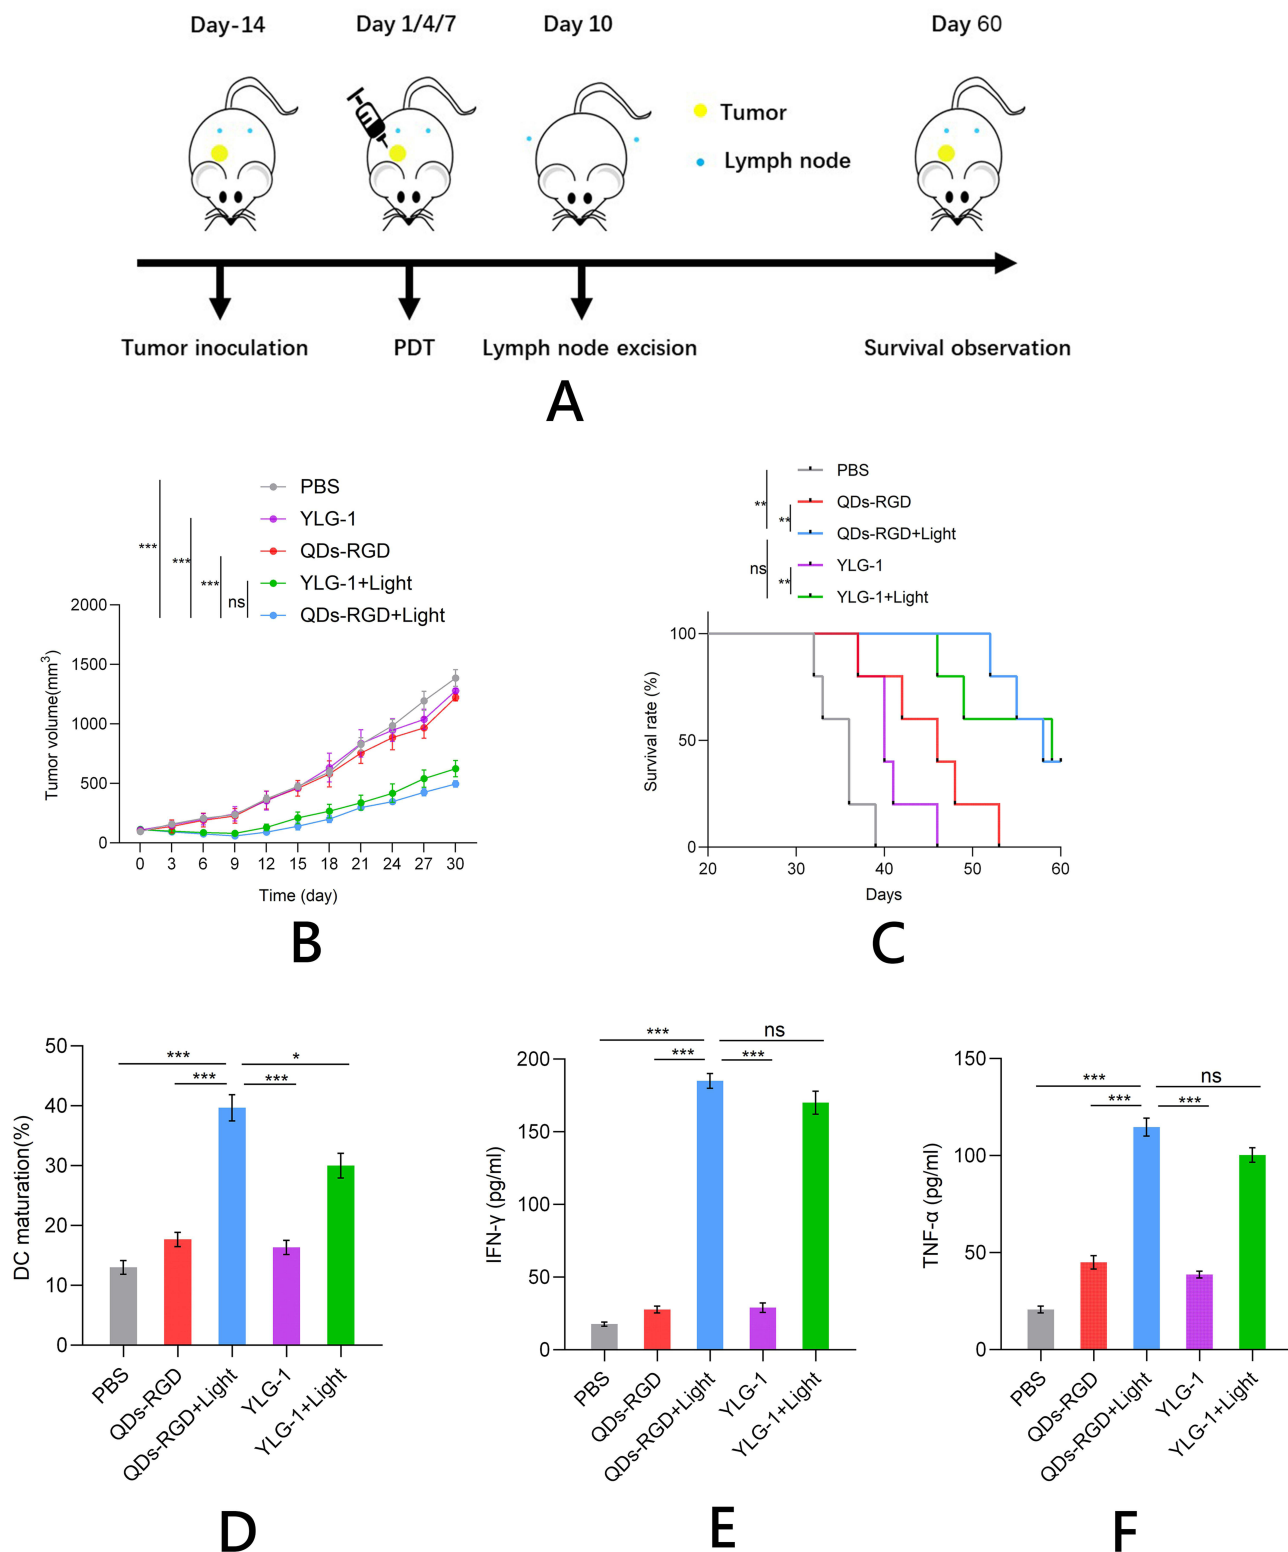 Day-14 Day 1/4/7 Day 10 Day 60
Tumor
Lymph node
Tumor inoculation PDT Lymph node excision Survival observation
A
PBS
YLG-1
QDs-RGD
YLG-1+Light
QDs-RGD+Light
***
***
***
ns
Tumor volume(mm³)
2000
1500
1000
500
0
0 3 6 9 12 15 18 21 24 27 30
Time (day)
B
PBS
QDs-RGD
QDs-RGD+Light
YLG-1
YLG-1+Light
**
**
ns
**
Survival rate (%)
100
50
0
20 30 40 50 60
Days
C
*** *
*** ***
DC maturation(%)
50
40
30
20
10
0
PBS QDs-RGD QDs-RGD+Light YLG-1 YLG-1+Light
D
*** ns
*** ***
IFN-γ (pg/ml)
200
150
100
50
0
PBS QDs-RGD QDs-RGD+Light YLG-1 YLG-1+Light
E
*** ns
*** ***
TNF-α (pg/ml)
150
100
50
0
PBS QDs-RGD QDs-RGD+Light YLG-1 YLG-1+Light
F